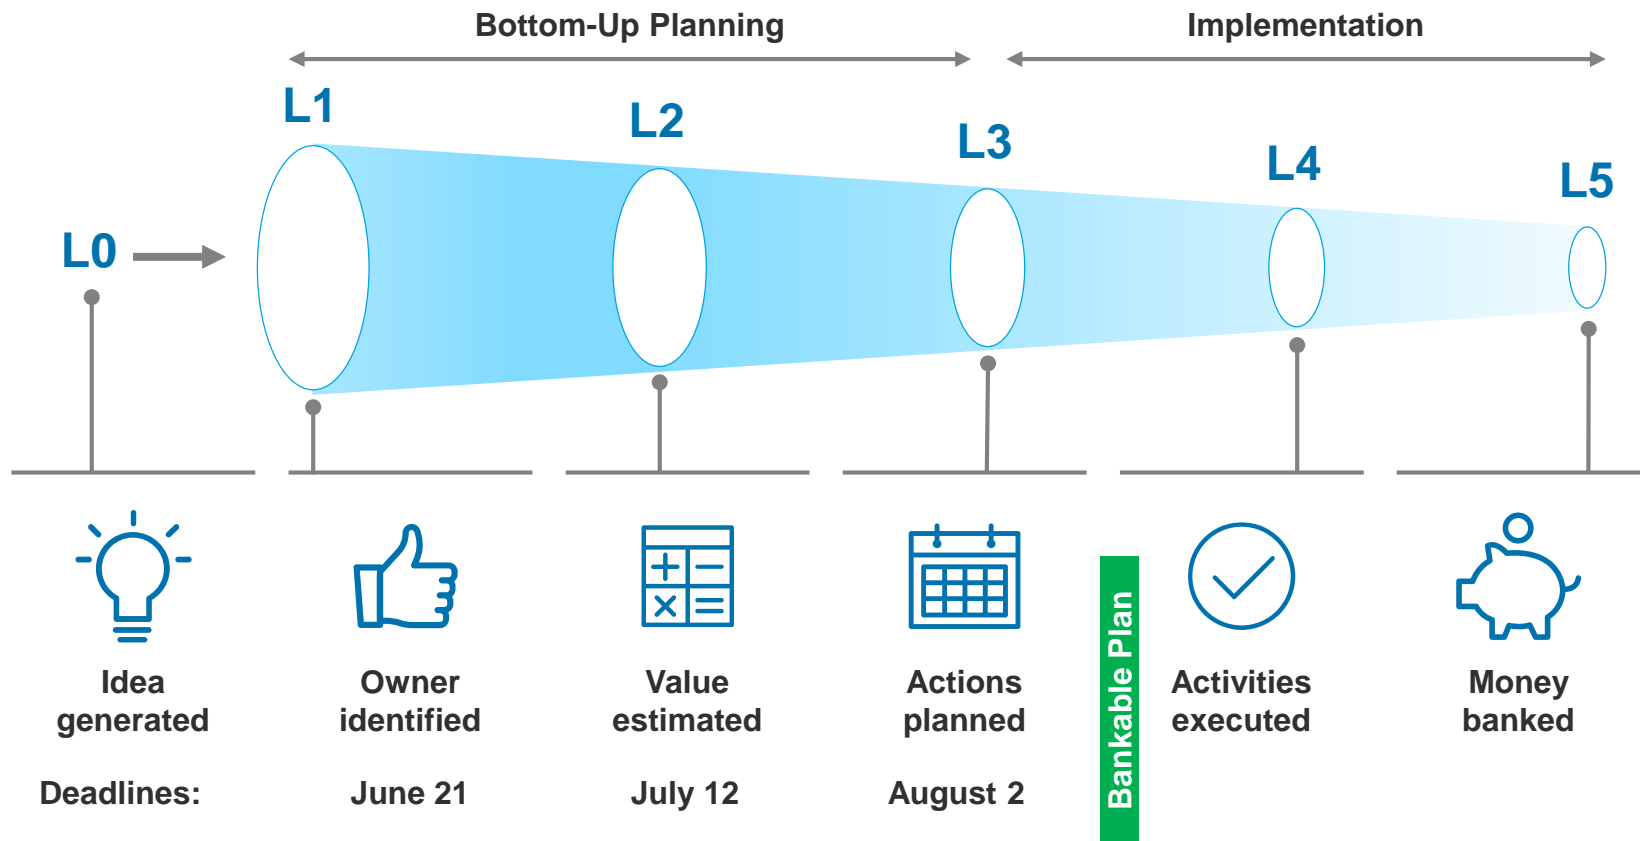 Bottom-Up Planning
Implementation
L1
L2
L3
L4
L5
L0
Idea
generated
Owner
identified
Value
estimated
Actions
planned
Bankable Plan
Activities
executed
Money
banked
Deadlines:
June 21
July 12
August 2